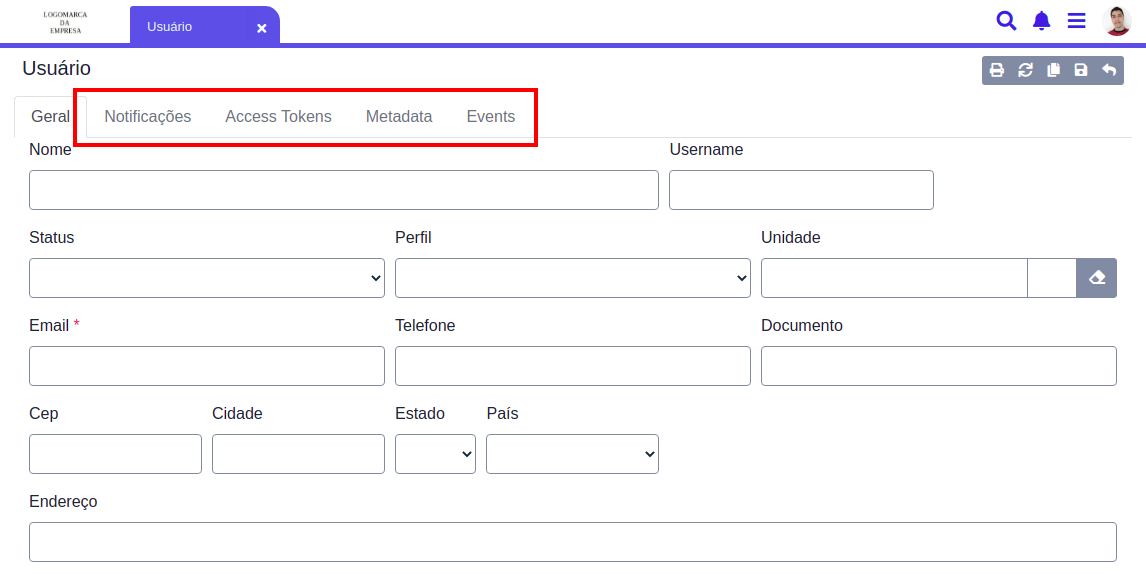 LOGOMARCA
DA
EMPRESA
Usuário
Usuário
Geral Notificações Access Tokens Metadata Events
Nome Username
Status Perfil Unidade
Email * Telefone Documento
Cep Cidade Estado País
Endereço